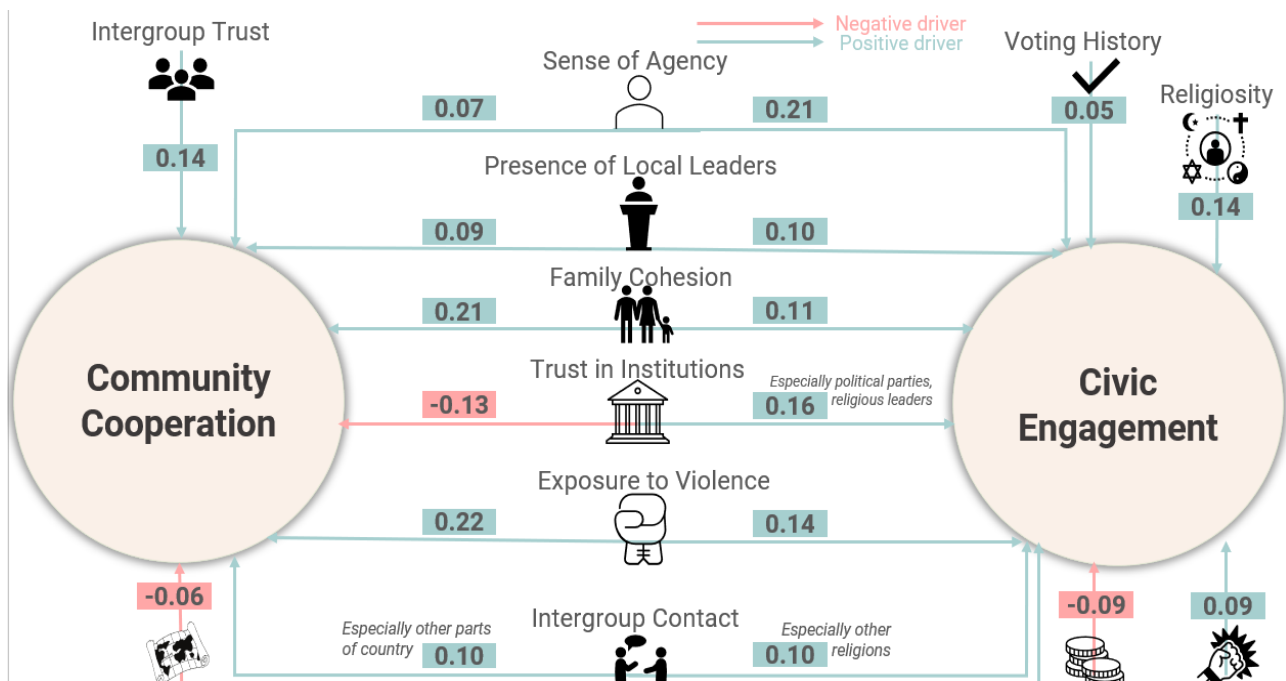 Intergroup Trust
Negative driver
Positive driver
Voting History
Sense of Agency
Religiosity
0.07
0.21
0.05
0.14
Presence of Local Leaders
0.14
0.09
0.10
Family Cohesion
0.21
0.11
Trust in Institutions
Community
Cooperation
-0.13
Especially political parties,
religious leaders
0.16
Civic
Engagement
Exposure to Violence
0.22
0.14
-0.06
-0.09
0.09
Intergroup Contact
Especially other parts
of country
0.10
Especially other
religions
0.10